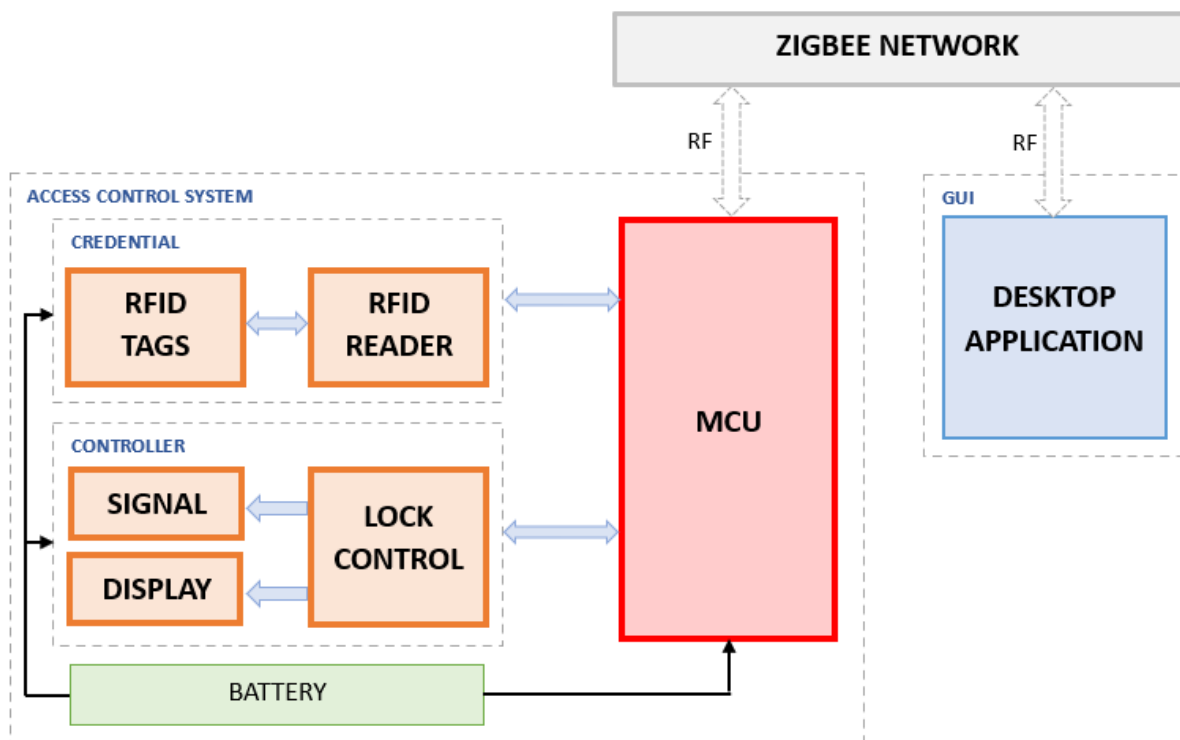 ZIGBEE NETWORK
RF
RF
ACCESS CONTROL SYSTEM
GUI
CREDENTIAL
RFID
TAGS
RFID
READER
DESKTOP
APPLICATION
MCU
CONTROLLER
SIGNAL
LOCK
CONTROL
DISPLAY
BATTERY